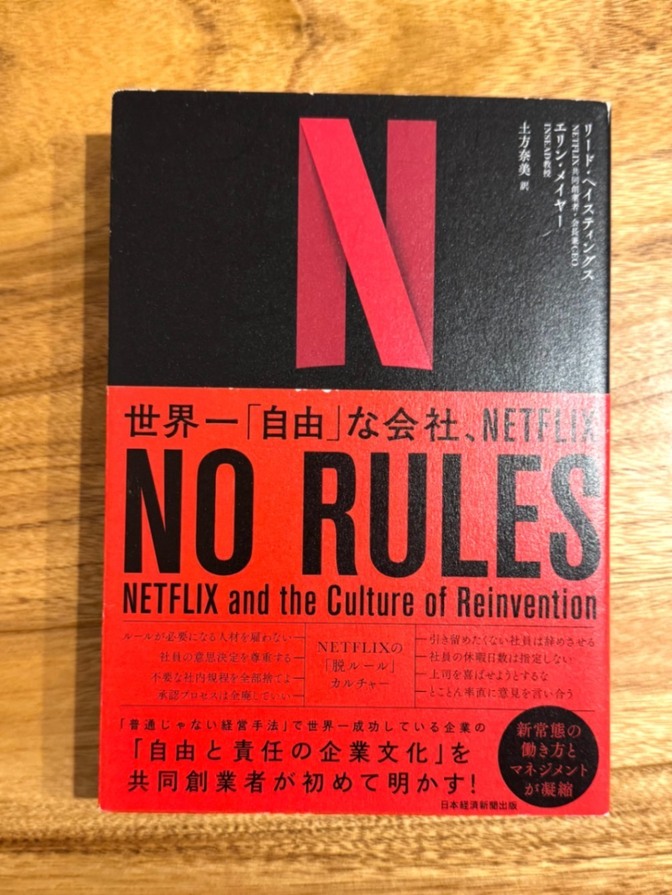 N
リード・ヘイスティングス
NETFLIX共同創業者・会長兼CEO
エリン・メイヤー
INSEAD教授
土方奈美 訳
世界一「自由」な会社、NETFLIX
NO RULES
NETFLIX and the Culture of Reinvention
ルールが必要になる人材を雇わない
社員の意思決定を尊重する
不要な社内規程を全部捨てよ
承認プロセスは全廃していい
NETFLIXの
「脱ルール」
カルチャー
引き留めたくない社員は辞めさせる
社員の休暇日数は指定しない
上司を喜ばせようとするな
とことん率直に意見を言い合う
「普通じゃない経営手法」で世界一成功している企業の
「自由と責任の企業文化」を
共同創業者が初めて明かす!
新常態の
働き方と
マネジメント
が凝縮
日本経済新聞出版